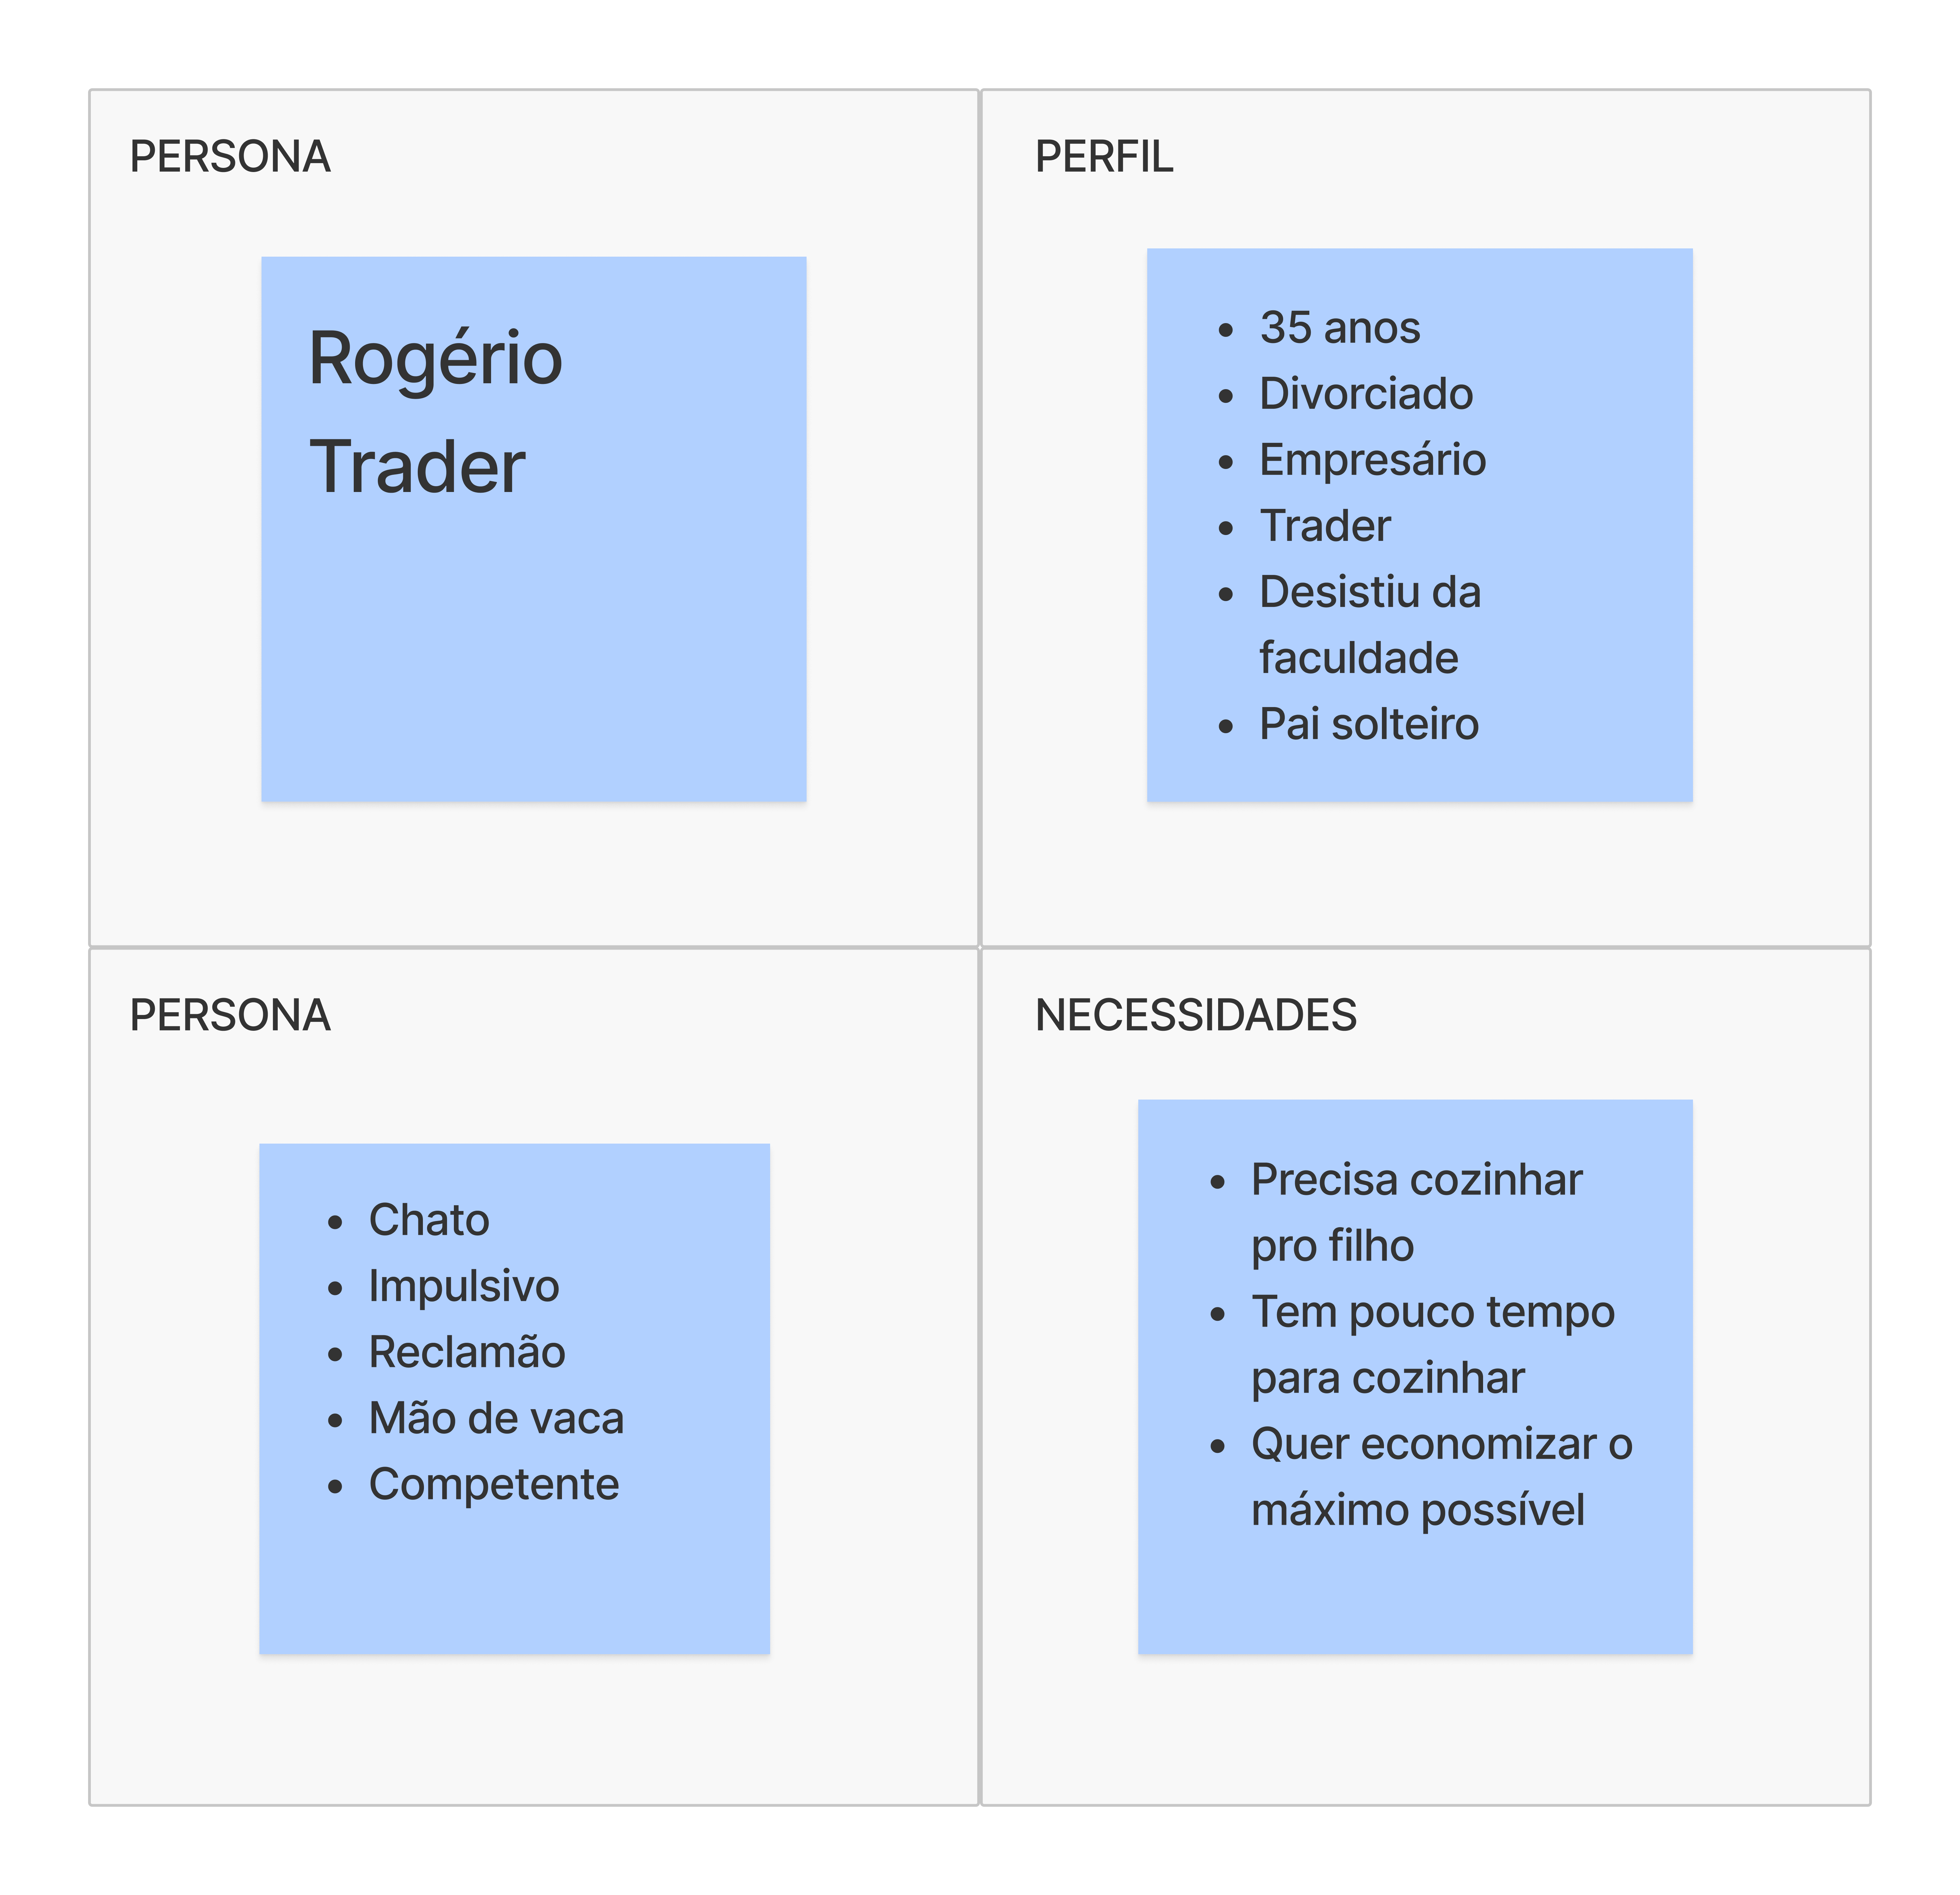 PERSONA
Rogério
Trader
PERFIL
• 35 anos
• Divorciado
• Empresário
• Trader
• Desistiu da
faculdade
• Pai solteiro
PERSONA
• Chato
• Impulsivo
• Reclamão
• Mão de vaca
• Competente
NECESSIDADES
• Precisa cozinhar
pro filho
• Tem pouco tempo
para cozinhar
• Quer economizar o
máximo possível